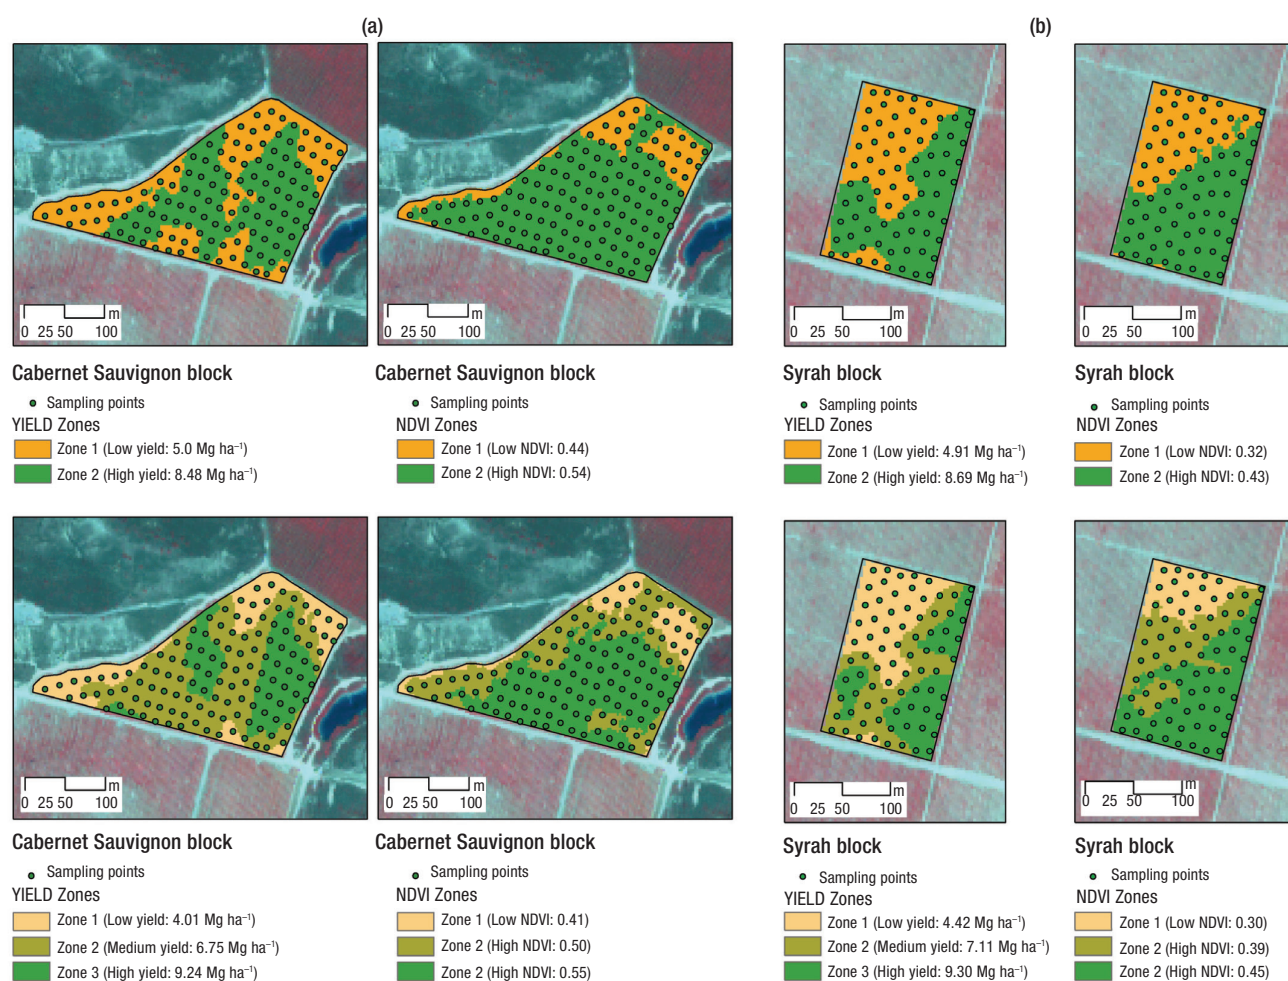 (a)
(b)
m
0 25 50 100
m
0 25 50 100
m
0 50 100
m
0 50 100
Cabernet Sauvignon block
Sampling points
YIELD Zones
Zone 1 (Low yield: 5.0 Mg ha⁻¹)
Zone 2 (High yield: 8.48 Mg ha⁻¹)
Cabernet Sauvignon block
Sampling points
NDVI Zones
Zone 1 (Low NDVI: 0.44)
Zone 2 (High NDVI: 0.54)
Syrah block
Sampling points
YIELD Zones
Zone 1 (Low yield: 4.91 Mg ha⁻¹)
Zone 2 (High yield: 8.69 Mg ha⁻¹)
Syrah block
Sampling points
NDVI Zones
Zone 1 (Low NDVI: 0.32)
Zone 2 (High NDVI: 0.43)
m
0 25 50 100
m
0 25 50 100
m
0 50 100
m
0 50 100
Cabernet Sauvignon block
Sampling points
YIELD Zones
Zone 1 (Low yield: 4.01 Mg ha⁻¹)
Zone 2 (Medium yield: 6.75 Mg ha⁻¹)
Zone 3 (High yield: 9.24 Mg ha⁻¹)
Cabernet Sauvignon block
Sampling points
NDVI Zones
Zone 1 (Low NDVI: 0.41)
Zone 2 (High NDVI: 0.50)
Zone 2 (High NDVI: 0.55)
Syrah block
Sampling points
YIELD Zones
Zone 1 (Low yield: 4.42 Mg ha⁻¹)
Zone 2 (Medium yield: 7.11 Mg ha⁻¹)
Zone 3 (High yield: 9.30 Mg ha⁻¹)
Syrah block
Sampling points
NDVI Zones
Zone 1 (Low NDVI: 0.30)
Zone 2 (High NDVI: 0.39)
Zone 2 (High NDVI: 0.45)